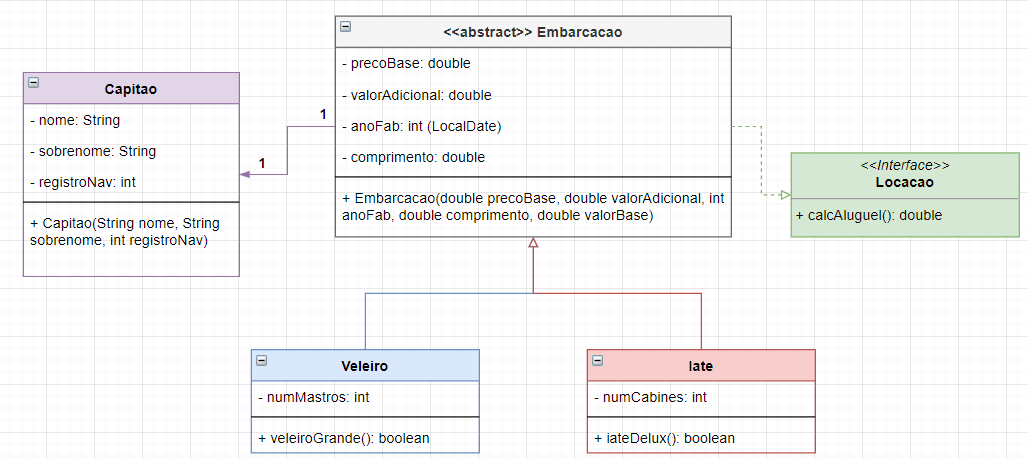 <<abstract>> Embarcacao
- precoBase: double
- valorAdicional: double
- anoFab: int (LocalDate)
- comprimento: double
+ Embarcacao(double precoBase, double valorAdicional, int
anoFab, double comprimento, double valorBase)
Capitao
- nome: String
- sobrenome: String
- registroNav: int
+ Capitao(String nome, String
sobrenome, int registroNav)
1
1
<<Interface>>
Locacao
+ calcAluguel(): double
Veleiro
- numMastros: int
+ veleiroGrande(): boolean
Iate
- numCabines: int
+ iateDelux(): boolean